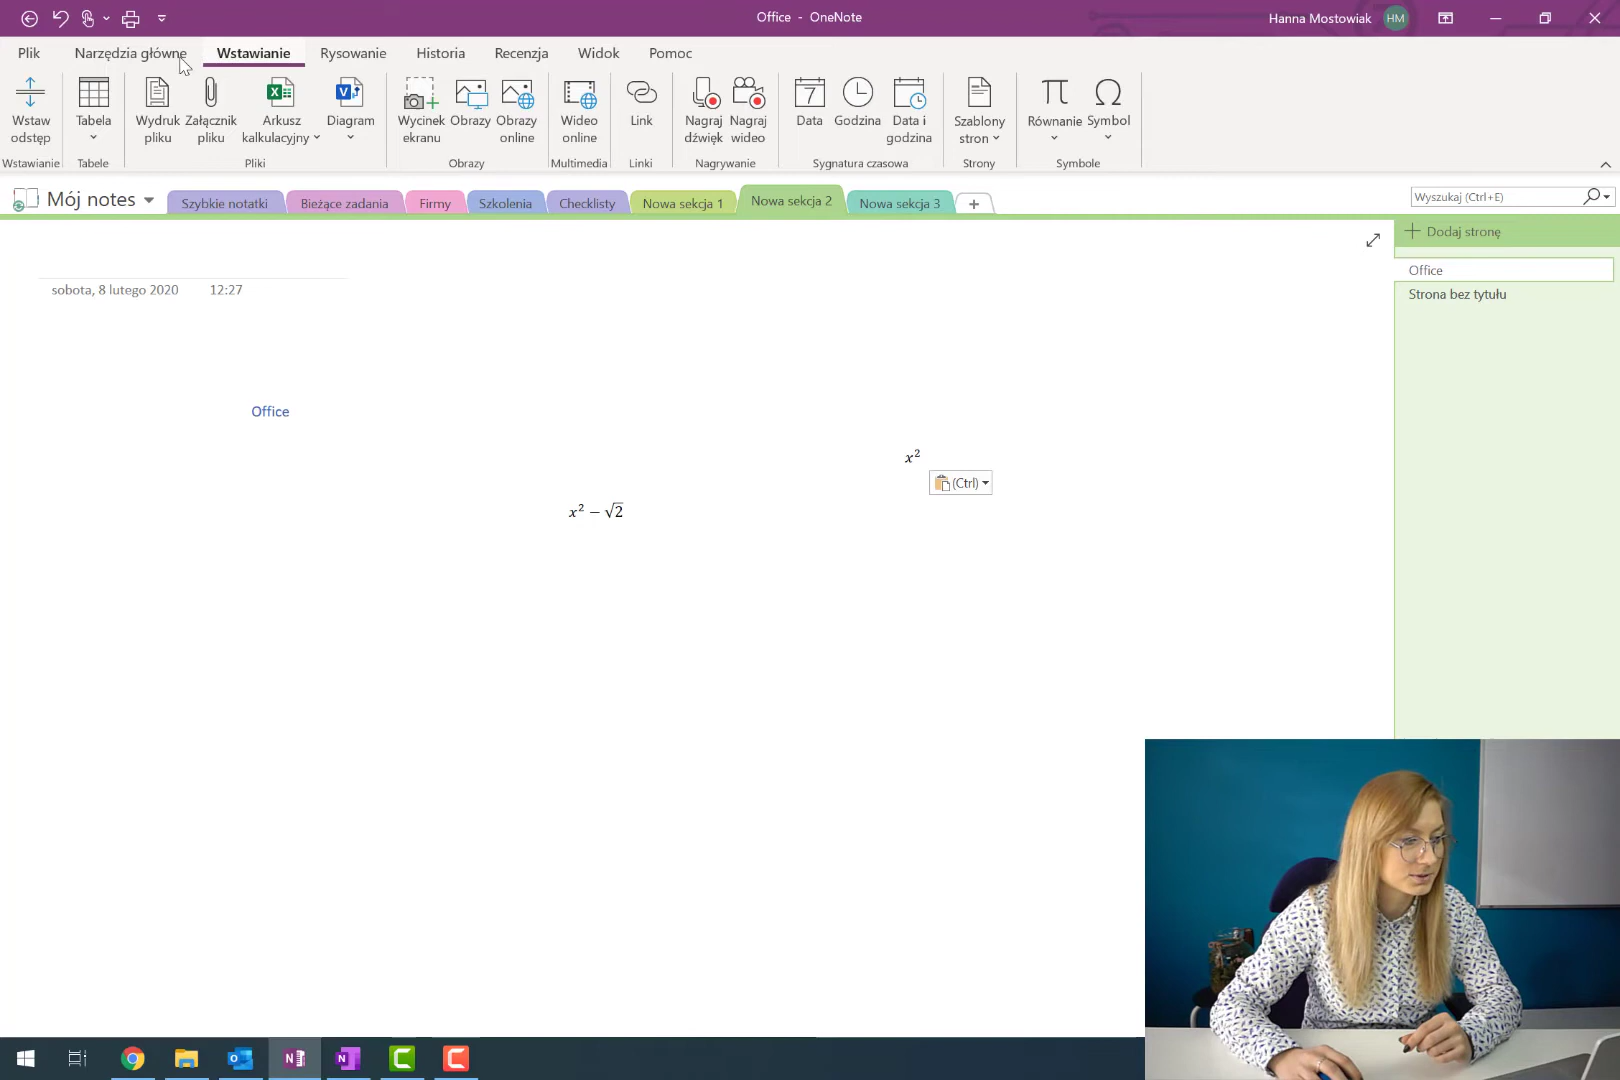 Office - OneNote
Hanna Mostowiak HM
Plik Narzędzia główne Wstawianie Rysowanie Historia Recenzja Widok Pomoc
Wstaw odstęp
Tabela
Wydruk pliku
Załącznik pliku
Arkusz kalkulacyjny
Diagram
Wycinek ekranu
Obrazy
Obrazy online
Wideo online
Link
Nagraj dźwięk
Nagraj wideo
7
Data
Godzina
Data i godzina
Szablony stron
π
Równanie
Ω
Symbol
Wstawianie Tabele Pliki Obrazy Multimedia Linki Nagrywanie Sygnatura czasowa Strony Symbole
Mój notes Szybkie notatki Bieżące zadania Firmy Szkolenia Checklisty Nowa sekcja 1 Nowa sekcja 2 Nowa sekcja 3 +
Wyszukaj (Ctrl+E)
Dodaj stronę
Office
Strona bez tytułu
sobota, 8 lutego 2020 12:27
Office
x²
(Ctrl)
x² − √2